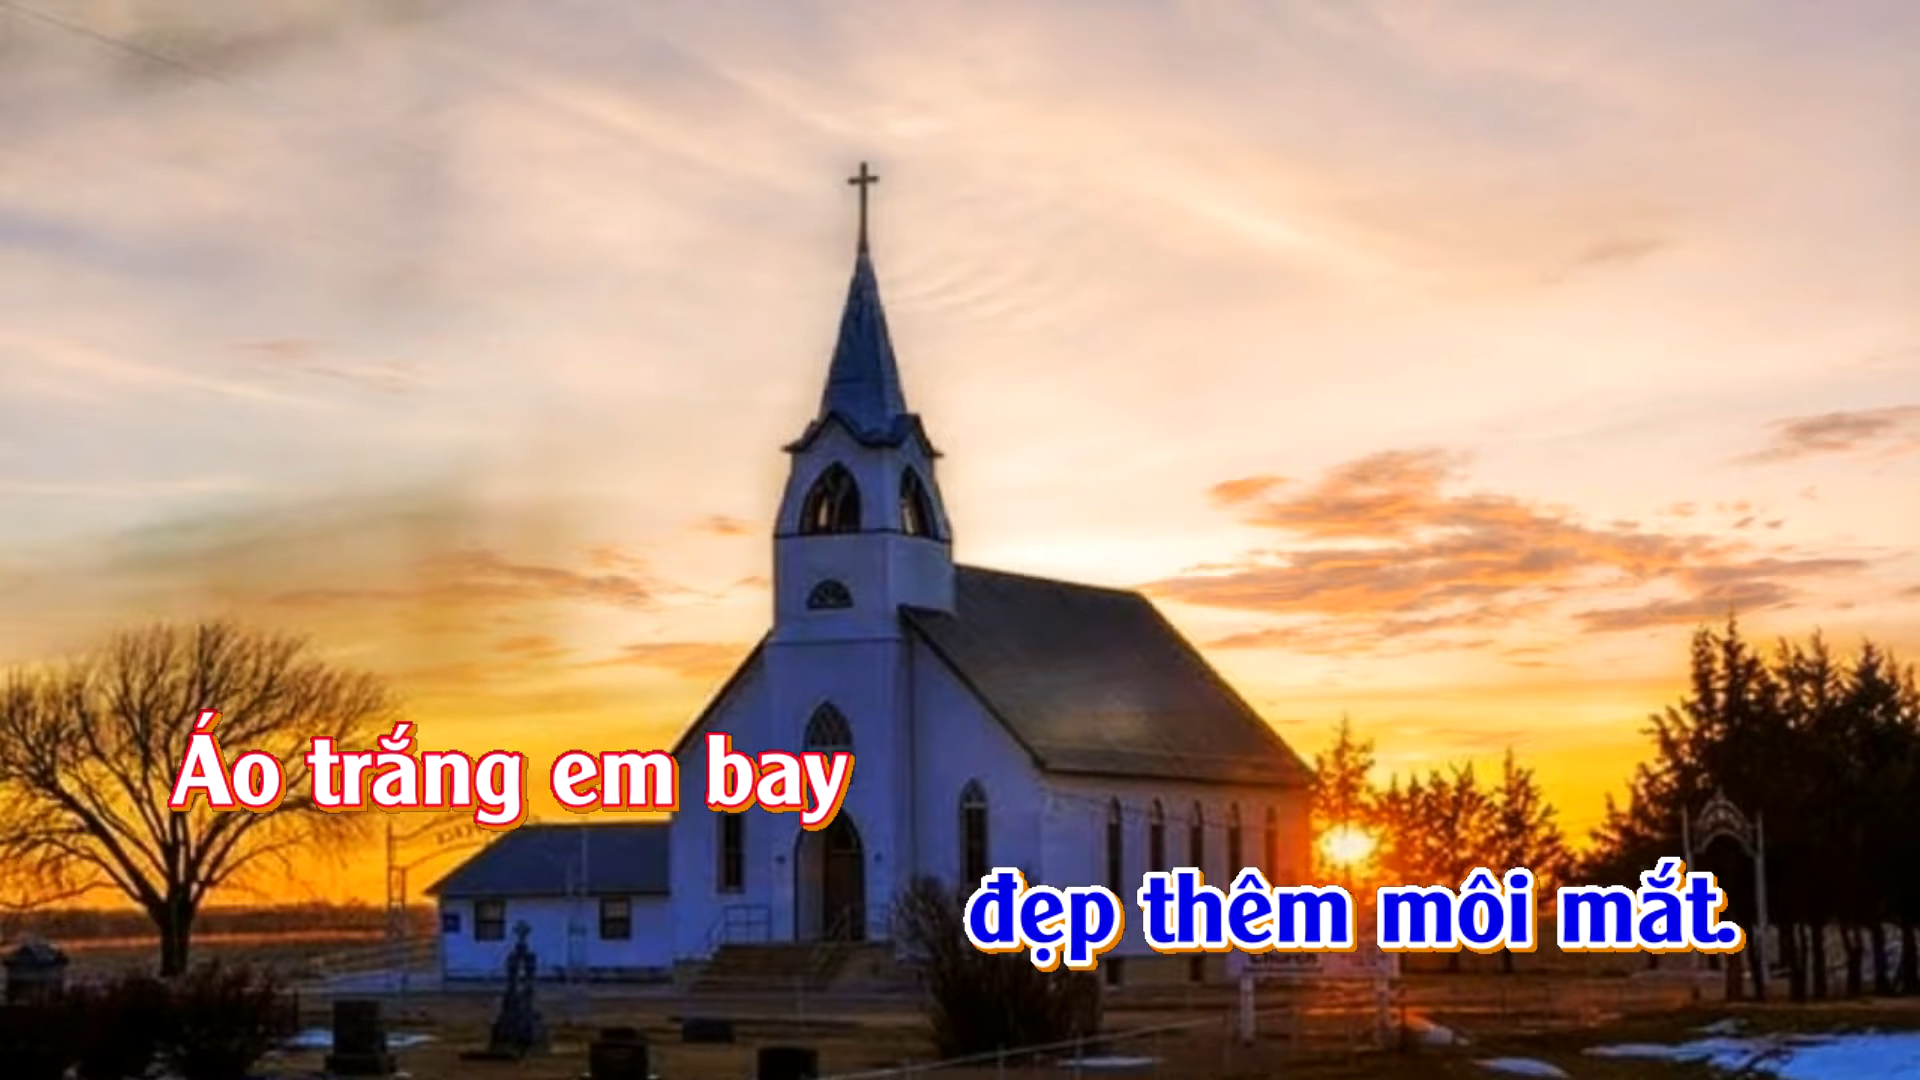 Áo trắng em bay
đẹp thêm môi mắt.